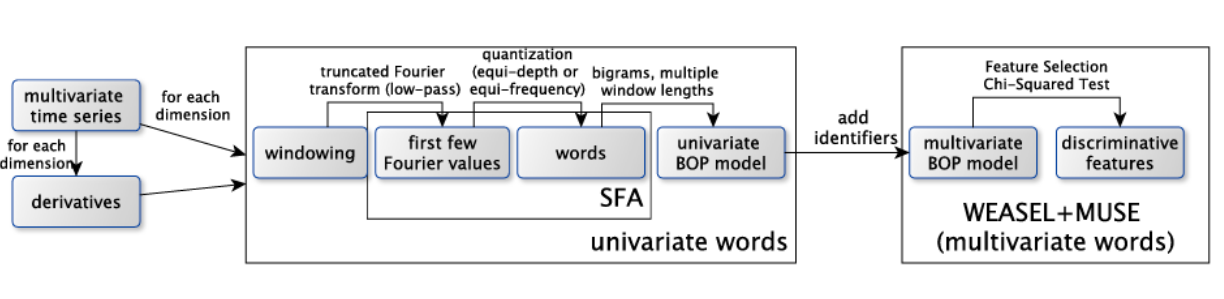 multivariate
time series
for each
dimension
for each
dimension
derivatives
windowing
truncated Fourier
transform (low-pass)
first few
Fourier values
quantization
(equi-depth or
equi-frequency)
words
SFA
bigrams, multiple
window lengths
univariate
BOP model
univariate words
add
identifiers
multivariate
BOP model
Feature Selection
Chi-Squared Test
discriminative
features
WEASEL+MUSE
(multivariate words)